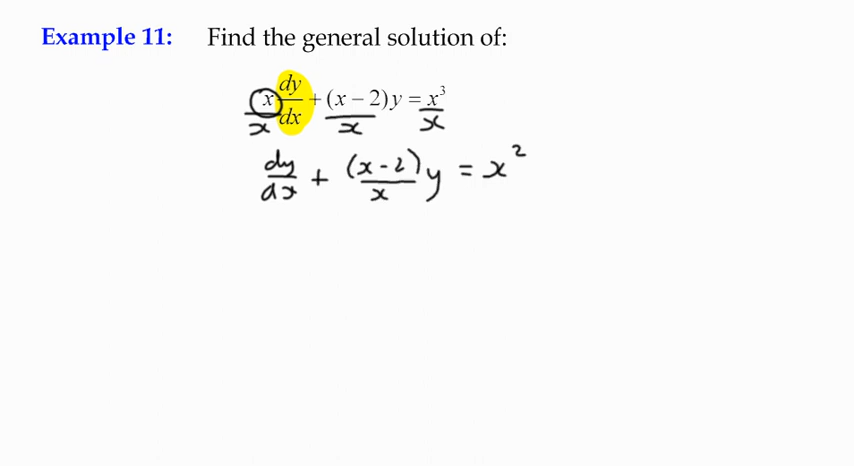 Example 11: Find the general solution of:
x dy/dx + (x − 2)y = x³
x x x
dy/dx + (x-2)/x y = x²